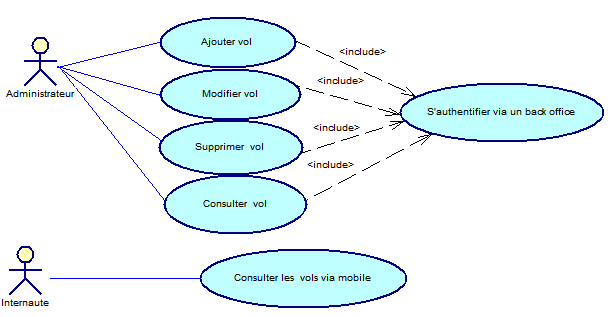 Ajouter vol
<include>
Administrateur
Modifier vol
<include>
S'authentifier via un back office
Supprimer vol
<include>
<include>
Consulter vol
Internaute
Consulter les vols via mobile